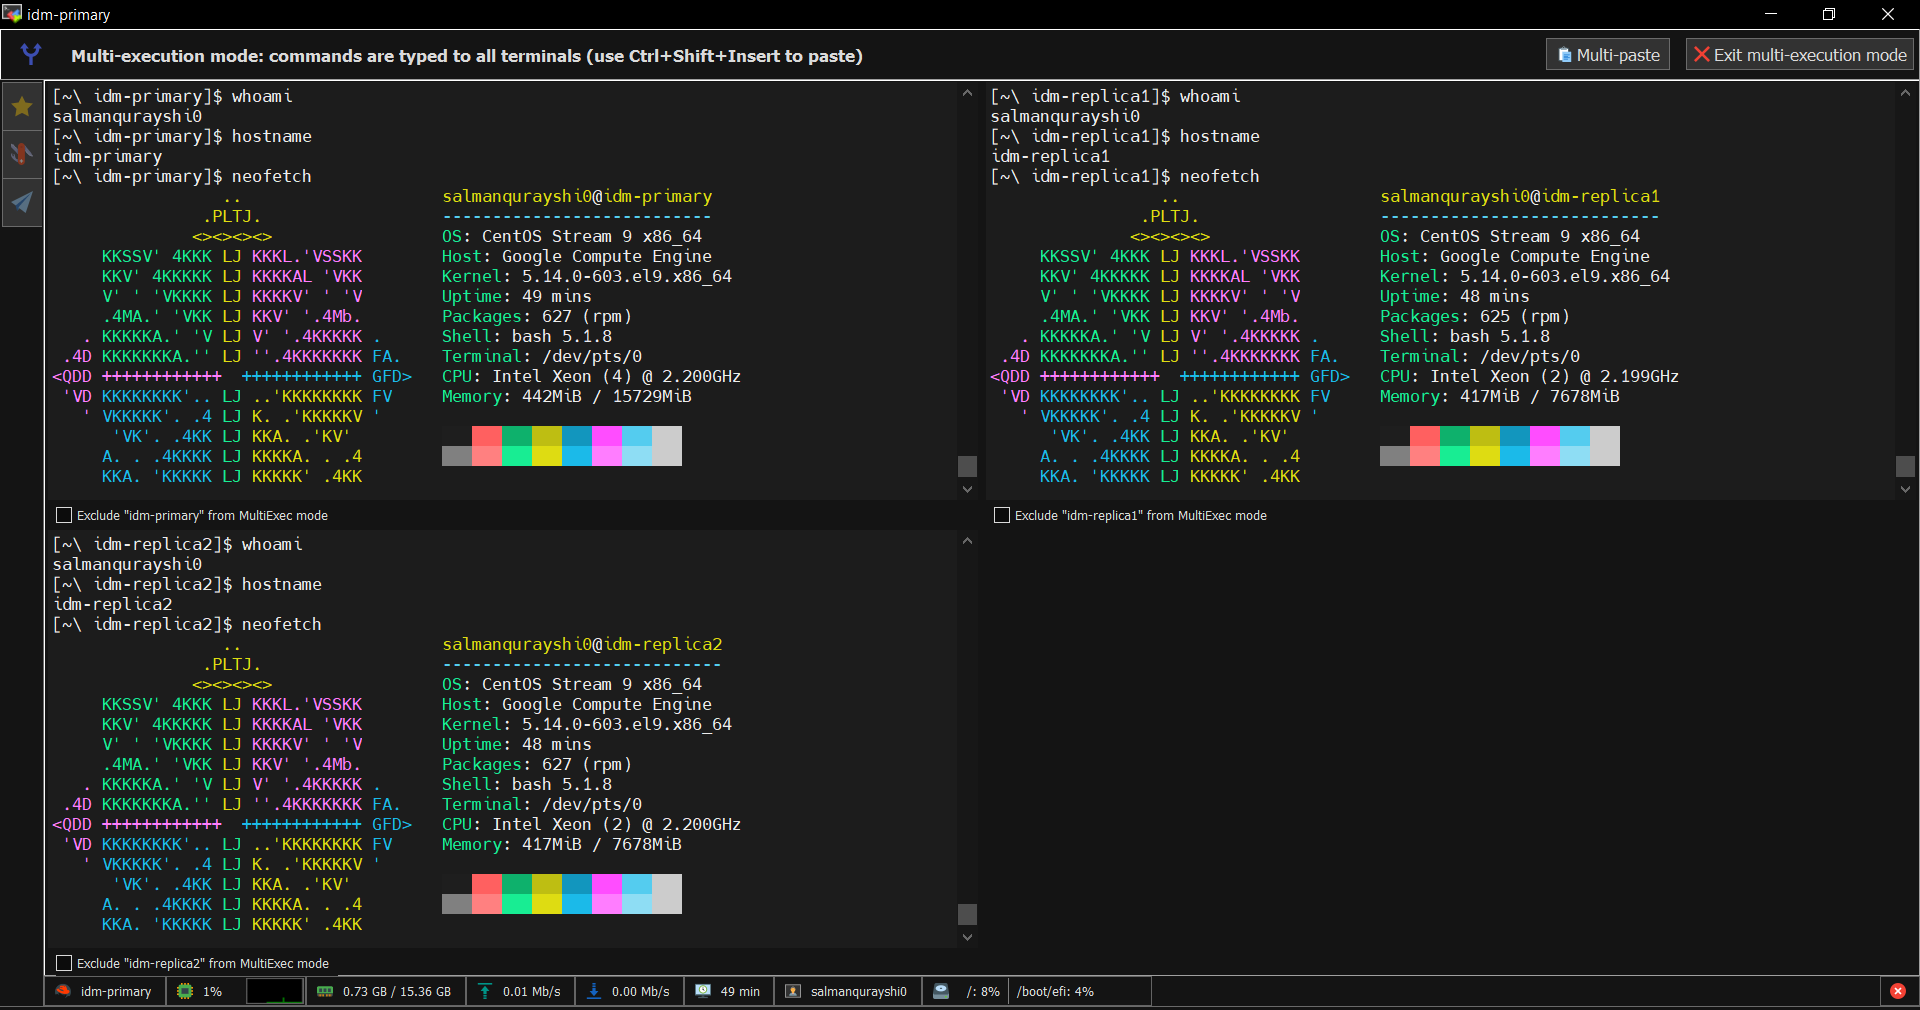 idm-primary
Multi-execution mode: commands are typed to all terminals (use Ctrl+Shift+Insert to paste)
Multi-paste
Exit multi-execution mode
[~\ idm-primary]$ whoami
salmanqurayshi0
[~\ idm-primary]$ hostname
idm-primary
[~\ idm-primary]$ neofetch
                 ..                     salmanqurayshi0@idm-primary
               .PLTJ.                   ---------------------------
              <><><><>                  OS: CentOS Stream 9 x86_64
     KKSSV' 4KKK LJ KKKL.'VSSKK         Host: Google Compute Engine
     KKV' 4KKKKK LJ KKKKAL 'VKK         Kernel: 5.14.0-603.el9.x86_64
     V' ' 'VKKKK LJ KKKKV' ' 'V         Uptime: 49 mins
     .4MA.' 'VKK LJ KKV' '.4Mb.         Packages: 627 (rpm)
   . KKKKKA.' 'V LJ V' '.4KKKKK .       Shell: bash 5.1.8
 .4D KKKKKKKA.'' LJ ''.4KKKKKKK FA.     Terminal: /dev/pts/0
<QDD ++++++++++++  ++++++++++++ GFD>    CPU: Intel Xeon (4) @ 2.200GHz
 'VD KKKKKKKK'.. LJ ..'KKKKKKKK FV      Memory: 442MiB / 15729MiB
   ' VKKKKK'. .4 LJ K. .'KKKKKV '
      'VK'. .4KK LJ KKA. .'KV'
     A. . .4KKKK LJ KKKKA. . .4
     KKA. 'KKKKK LJ KKKKK' .4KK
Exclude "idm-primary" from MultiExec mode
[~\ idm-replica1]$ whoami
salmanqurayshi0
[~\ idm-replica1]$ hostname
idm-replica1
[~\ idm-replica1]$ neofetch
                 ..                     salmanqurayshi0@idm-replica1
               .PLTJ.                   ----------------------------
              <><><><>                  OS: CentOS Stream 9 x86_64
     KKSSV' 4KKK LJ KKKL.'VSSKK         Host: Google Compute Engine
     KKV' 4KKKKK LJ KKKKAL 'VKK         Kernel: 5.14.0-603.el9.x86_64
     V' ' 'VKKKK LJ KKKKV' ' 'V         Uptime: 48 mins
     .4MA.' 'VKK LJ KKV' '.4Mb.         Packages: 625 (rpm)
   . KKKKKA.' 'V LJ V' '.4KKKKK .       Shell: bash 5.1.8
 .4D KKKKKKKA.'' LJ ''.4KKKKKKK FA.     Terminal: /dev/pts/0
<QDD ++++++++++++  ++++++++++++ GFD>    CPU: Intel Xeon (2) @ 2.199GHz
 'VD KKKKKKKK'.. LJ ..'KKKKKKKK FV      Memory: 417MiB / 7678MiB
   ' VKKKKK'. .4 LJ K. .'KKKKKV '
      'VK'. .4KK LJ KKA. .'KV'
     A. . .4KKKK LJ KKKKA. . .4
     KKA. 'KKKKK LJ KKKKK' .4KK
Exclude "idm-replica1" from MultiExec mode
[~\ idm-replica2]$ whoami
salmanqurayshi0
[~\ idm-replica2]$ hostname
idm-replica2
[~\ idm-replica2]$ neofetch
                 ..                     salmanqurayshi0@idm-replica2
               .PLTJ.                   ----------------------------
              <><><><>                  OS: CentOS Stream 9 x86_64
     KKSSV' 4KKK LJ KKKL.'VSSKK         Host: Google Compute Engine
     KKV' 4KKKKK LJ KKKKAL 'VKK         Kernel: 5.14.0-603.el9.x86_64
     V' ' 'VKKKK LJ KKKKV' ' 'V         Uptime: 48 mins
     .4MA.' 'VKK LJ KKV' '.4Mb.         Packages: 627 (rpm)
   . KKKKKA.' 'V LJ V' '.4KKKKK .       Shell: bash 5.1.8
 .4D KKKKKKKA.'' LJ ''.4KKKKKKK FA.     Terminal: /dev/pts/0
<QDD ++++++++++++  ++++++++++++ GFD>    CPU: Intel Xeon (2) @ 2.200GHz
 'VD KKKKKKKK'.. LJ ..'KKKKKKKK FV      Memory: 417MiB / 7678MiB
   ' VKKKKK'. .4 LJ K. .'KKKKKV '
      'VK'. .4KK LJ KKA. .'KV'
     A. . .4KKKK LJ KKKKA. . .4
     KKA. 'KKKKK LJ KKKKK' .4KK
Exclude "idm-replica2" from MultiExec mode
idm-primary 1% 0.73 GB / 15.36 GB 0.01 Mb/s 0.00 Mb/s 49 min salmanqurayshi0 /: 8% /boot/efi: 4%